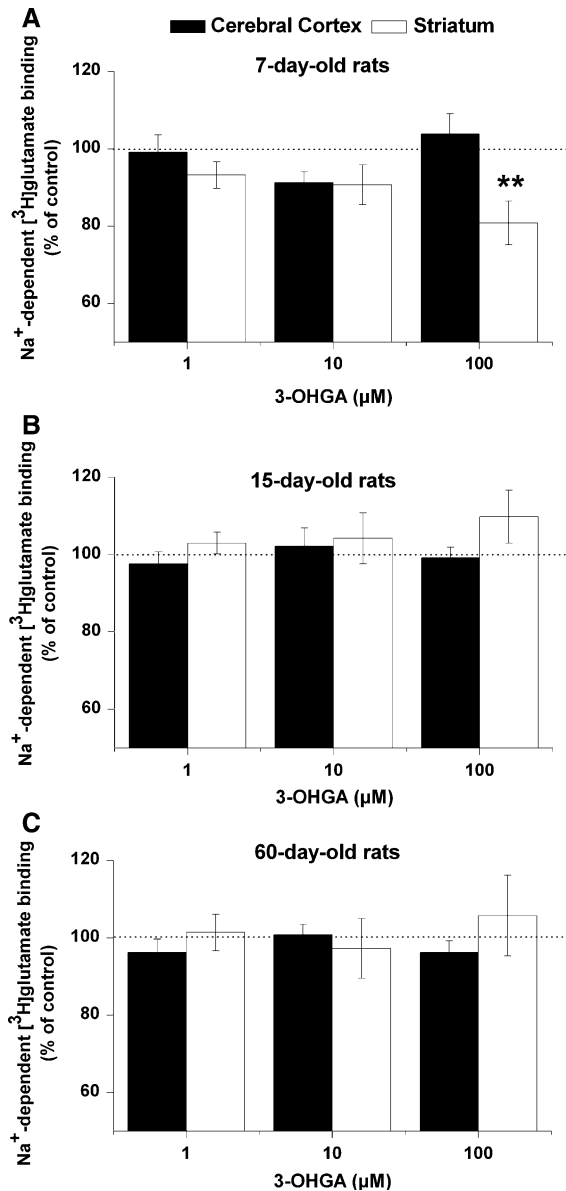 A
Cerebral Cortex Striatum
7-day-old rats
Na+-dependent [3H]glutamate binding
(% of control)
120
100
80
60
**
1 10 100
3-OHGA (µM)
B
15-day-old rats
Na+-dependent [3H]glutamate binding
(% of control)
120
100
80
60
1 10 100
3-OHGA (µM)
C
60-day-old rats
Na+-dependent [3H]glutamate binding
(% of control)
120
100
80
60
1 10 100
3-OHGA (µM)